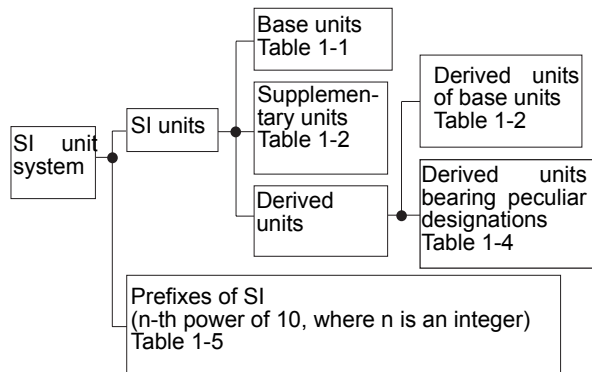 SI unit
system
SI units
Base units
Table 1-1
Supplemen-
tary units
Table 1-2
Derived
units
Derived units
of base units
Table 1-2
Derived units
bearing peculiar
designations
Table 1-4
Prefixes of SI
(n-th power of 10, where n is an integer)
Table 1-5